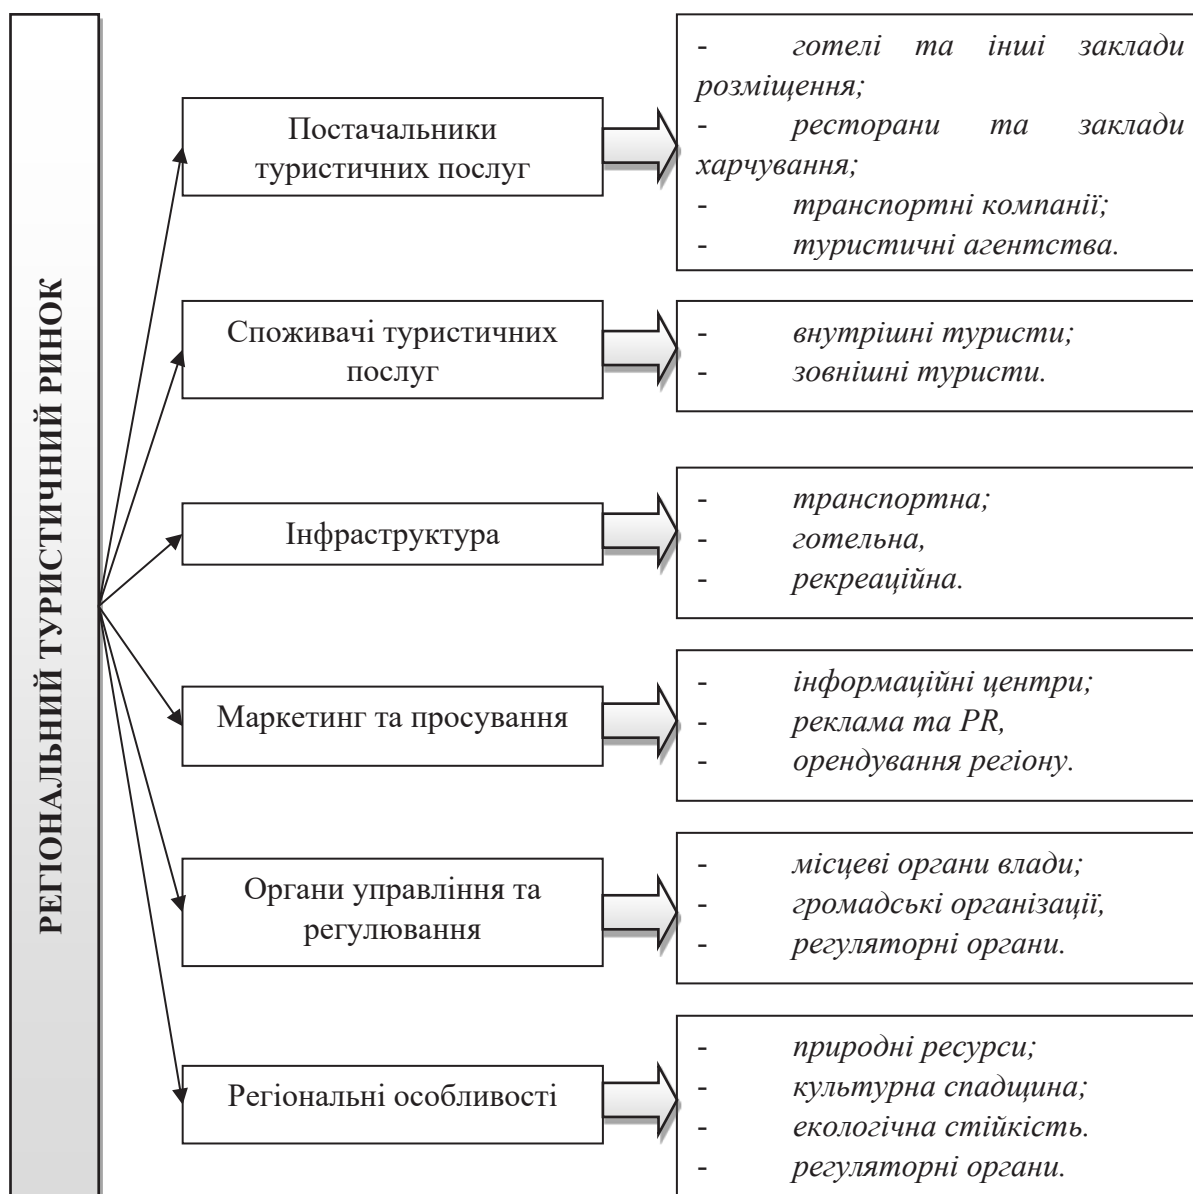 РЕГІОНАЛЬНИЙ ТУРИСТИЧНИЙ РИНОК
Постачальники
туристичних послуг
- готелі та інші заклади
розміщення;
- ресторани та заклади
харчування;
- транспортні компанії;
- туристичні агентства.
Споживачі туристичних
послуг
- внутрішні туристи;
- зовнішні туристи.
Інфраструктура
- транспортна;
- готельна,
- рекреаційна.
Маркетинг та просування
- інформаційні центри;
- реклама та PR,
- орендування регіону.
Органи управління та
регулювання
- місцеві органи влади;
- громадські організації,
- регуляторні органи.
Регіональні особливості
- природні ресурси;
- культурна спадщина;
- екологічна стійкість.
- регуляторні органи.